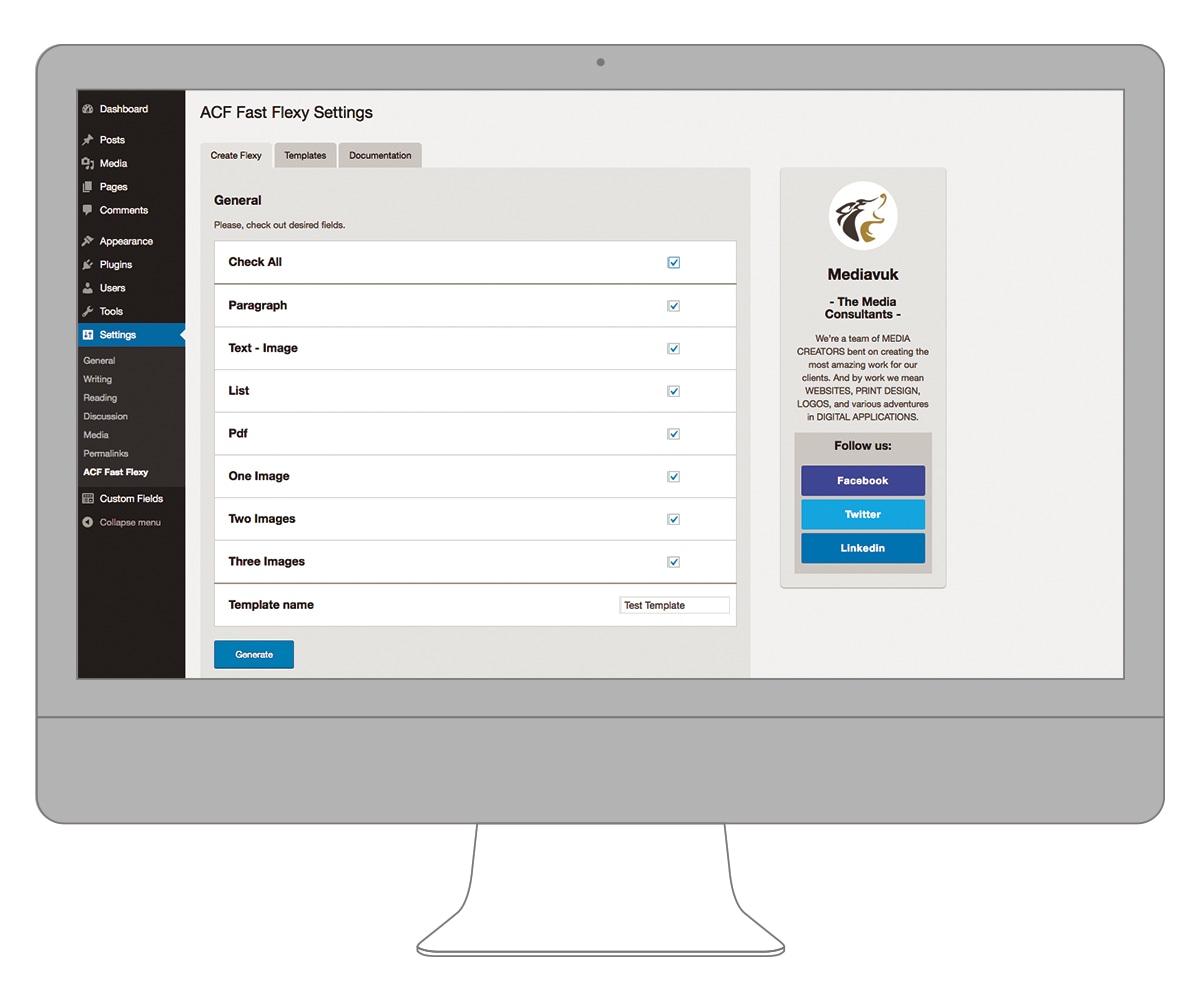 Dashboard
Posts
Media
Pages
Comments
Appearance
Plugins
Users
Tools
Settings
General
Writing
Reading
Discussion
Media
Permalinks
ACF Fast Flexy
Custom Fields
Collapse menu
ACF Fast Flexy Settings
Create Flexy
Templates
Documentation
General
Please, check out desired fields.
Check All
Paragraph
Text - Image
List
Pdf
One Image
Two Images
Three Images
Template name
Test Template
Generate
Mediavuk
- The Media
Consultants -
We're a team of MEDIA
CREATORS bent on creating the
most amazing work for our
clients. And by work we mean
WEBSITES, PRINT DESIGN,
LOGOS, and various adventures
in DIGITAL APPLICATIONS.
Follow us:
Facebook
Twitter
Linkedin